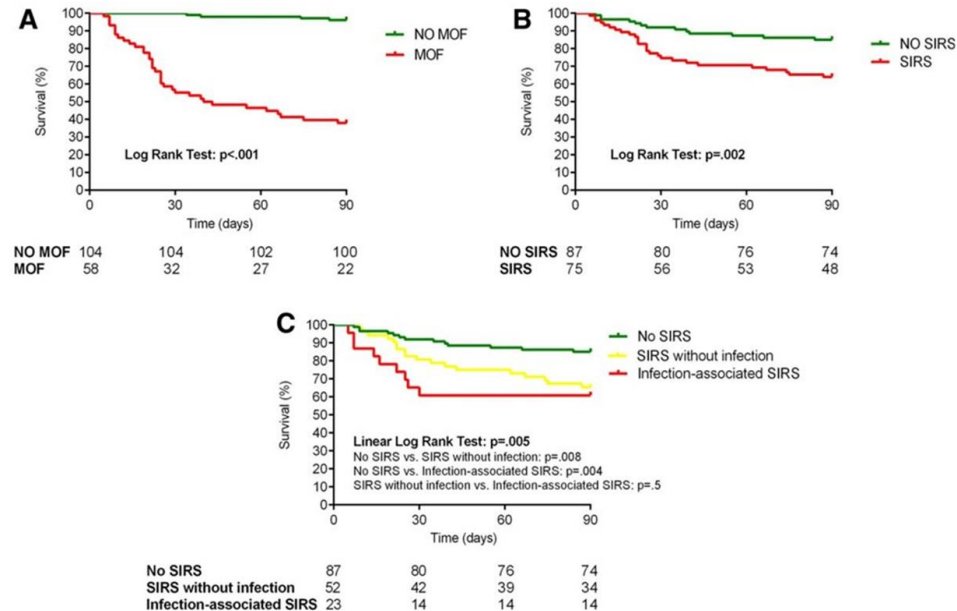 A
Survival (%)
100
90
80
70
60
50
40
30
20
10
0
0 30 60 90
Time (days)
NO MOF
MOF
Log Rank Test: p<.001
NO MOF 104 104 102 100
MOF 58 32 27 22
B
Survival (%)
100
90
80
70
60
50
40
30
20
10
0
0 30 60 90
Time (days)
NO SIRS
SIRS
Log Rank Test: p=.002
NO SIRS 87 80 76 74
SIRS 75 56 53 48
C
Survival (%)
100
90
80
70
60
50
40
30
20
10
0
0 30 60 90
Time (days)
No SIRS
SIRS without infection
Infection-associated SIRS
Linear Log Rank Test: p=.005
No SIRS vs. SIRS without infection: p=.008
No SIRS vs. Infection-associated SIRS: p=.004
SIRS without infection vs. Infection-associated SIRS: p=.5
No SIRS 87 80 76 74
SIRS without infection 52 42 39 34
Infection-associated SIRS 23 14 14 14